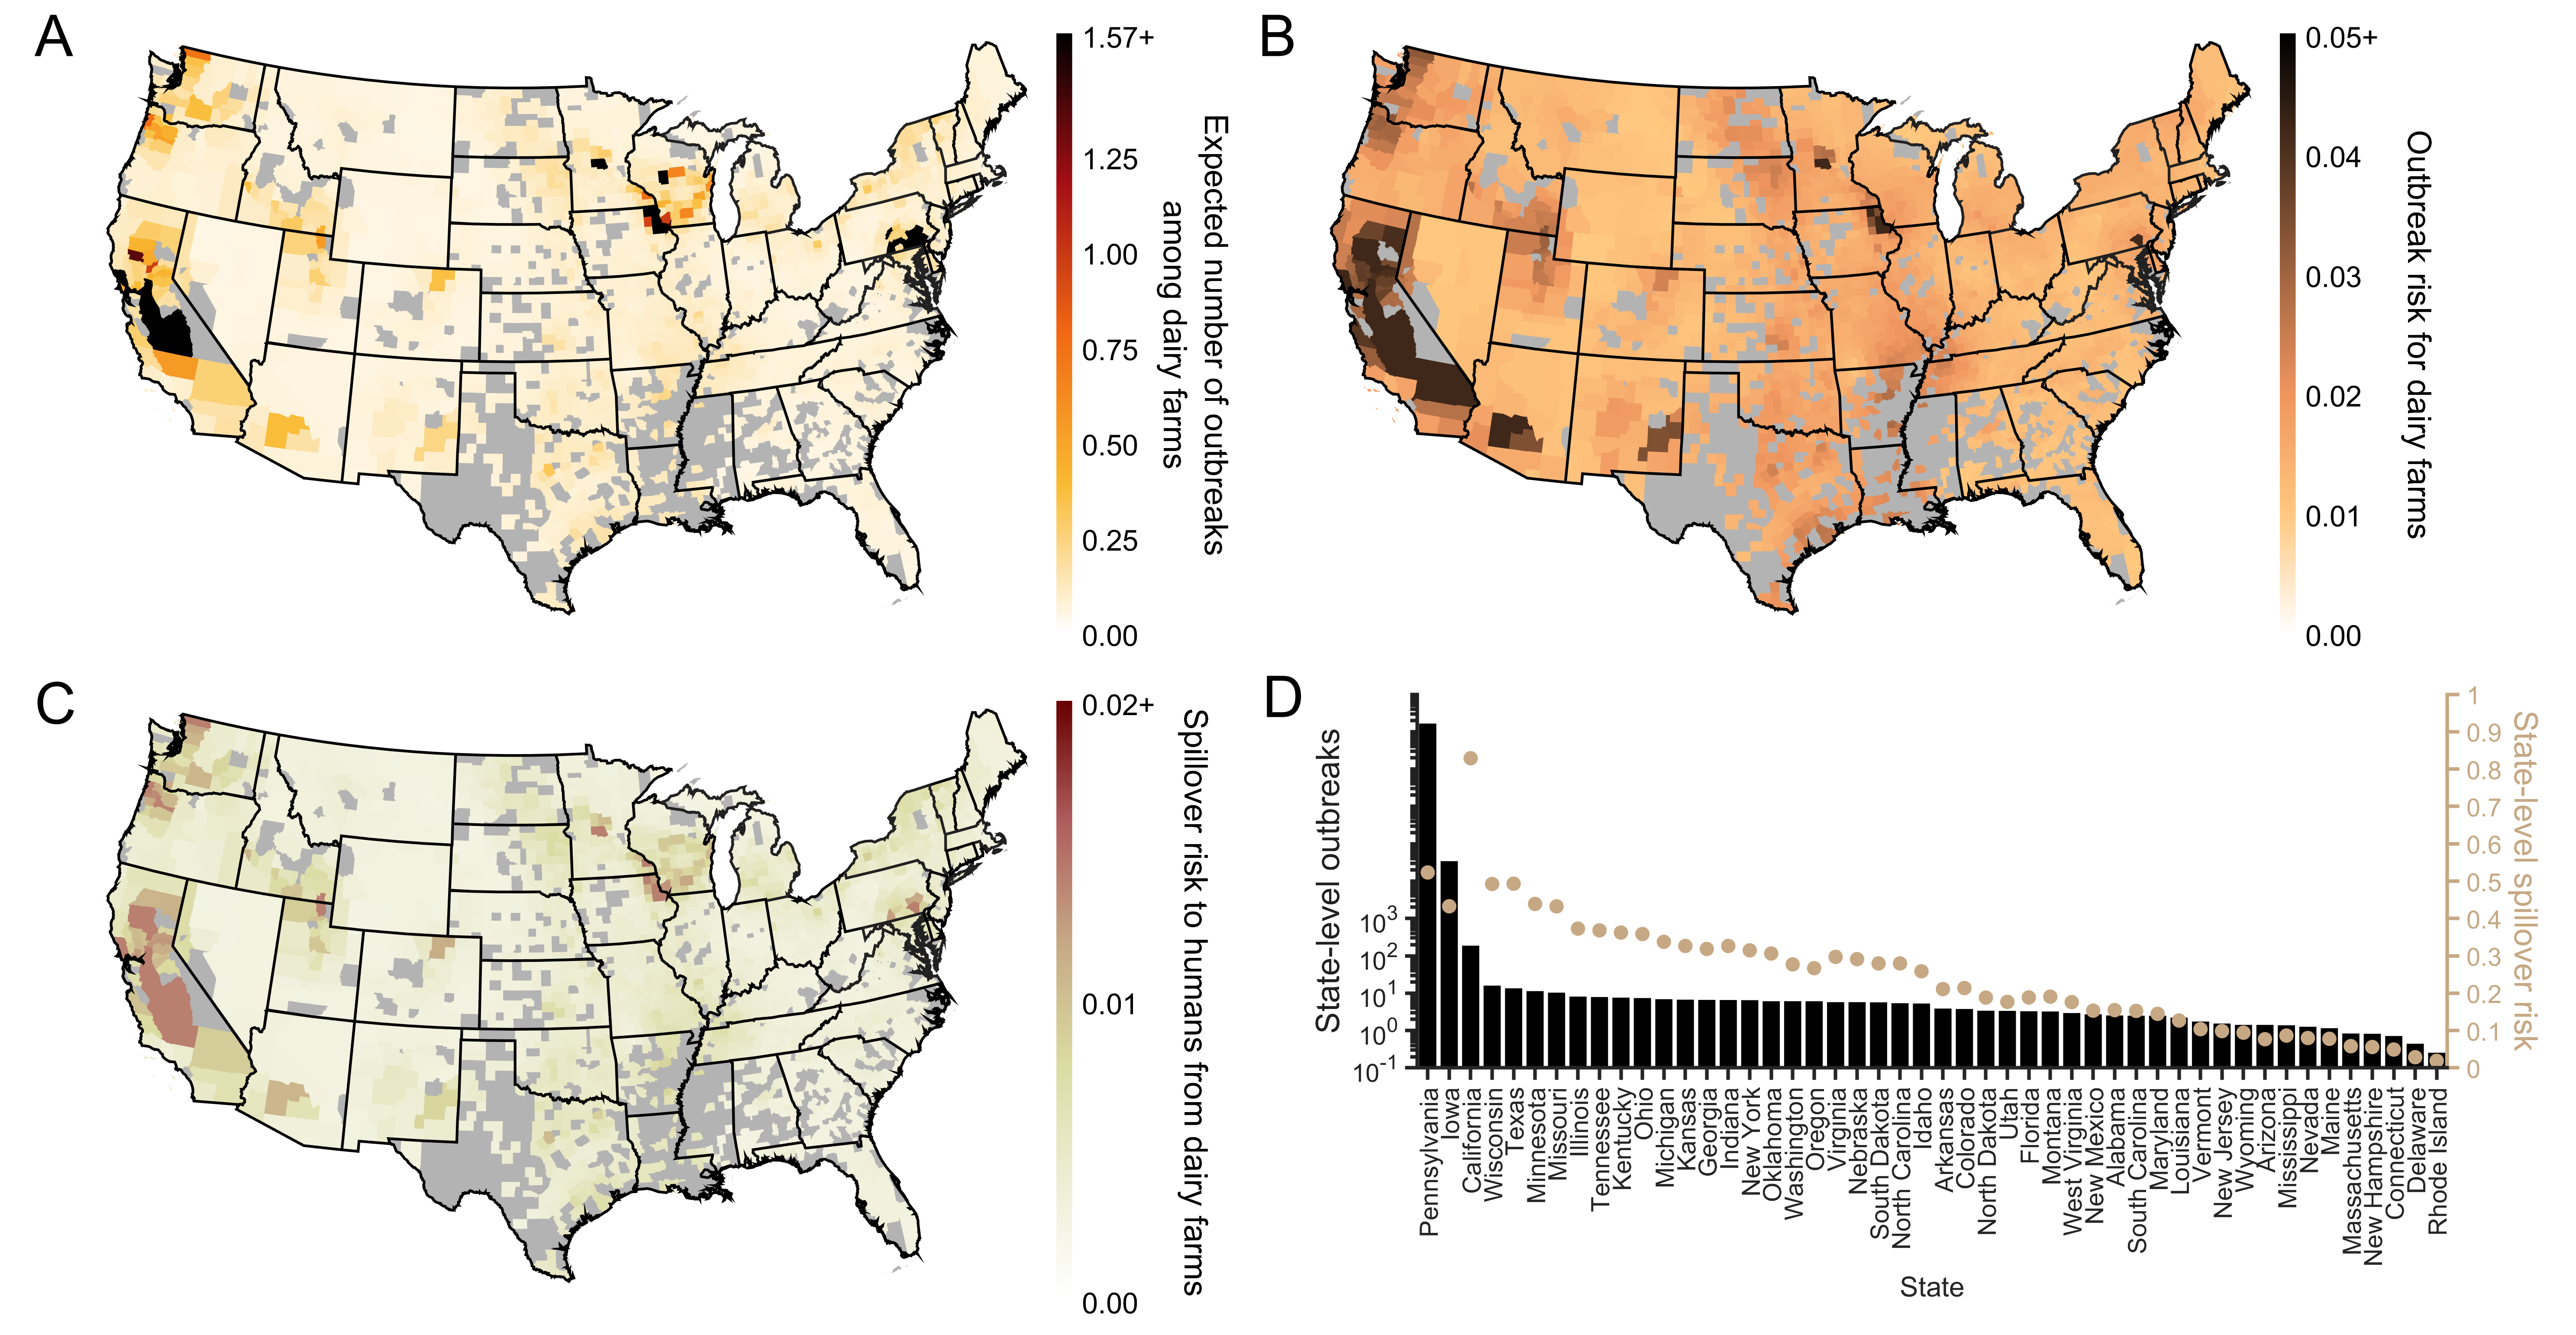 A
1.57+
1.25
1.00
0.75
0.50
0.25
0.00
Expected number of outbreaks
among dairy farms
B
0.05+
0.04
0.03
0.02
0.01
0.00
Outbreak risk for dairy farms
C
0.02+
0.01
0.00
Spillover risk to humans from dairy farms
D
State-level outbreaks
10³
10²
10¹
10⁰
10⁻¹
1
0.9
0.8
0.7
0.6
0.5
0.4
0.3
0.2
0.1
0
State-level spillover risk
Pennsylvania
Iowa
California
Wisconsin
Texas
Minnesota
Missouri
Illinois
Tennessee
Kentucky
Ohio
Michigan
Kansas
Georgia
Indiana
New York
Oklahoma
Washington
Oregon
Virginia
Nebraska
South Dakota
North Carolina
Idaho
Arkansas
Colorado
North Dakota
Utah
Florida
Montana
West Virginia
New Mexico
Alabama
South Carolina
Maryland
Louisiana
Vermont
New Jersey
Wyoming
Arizona
Mississippi
Nevada
Maine
Massachusetts
New Hampshire
Connecticut
Delaware
Rhode Island
State